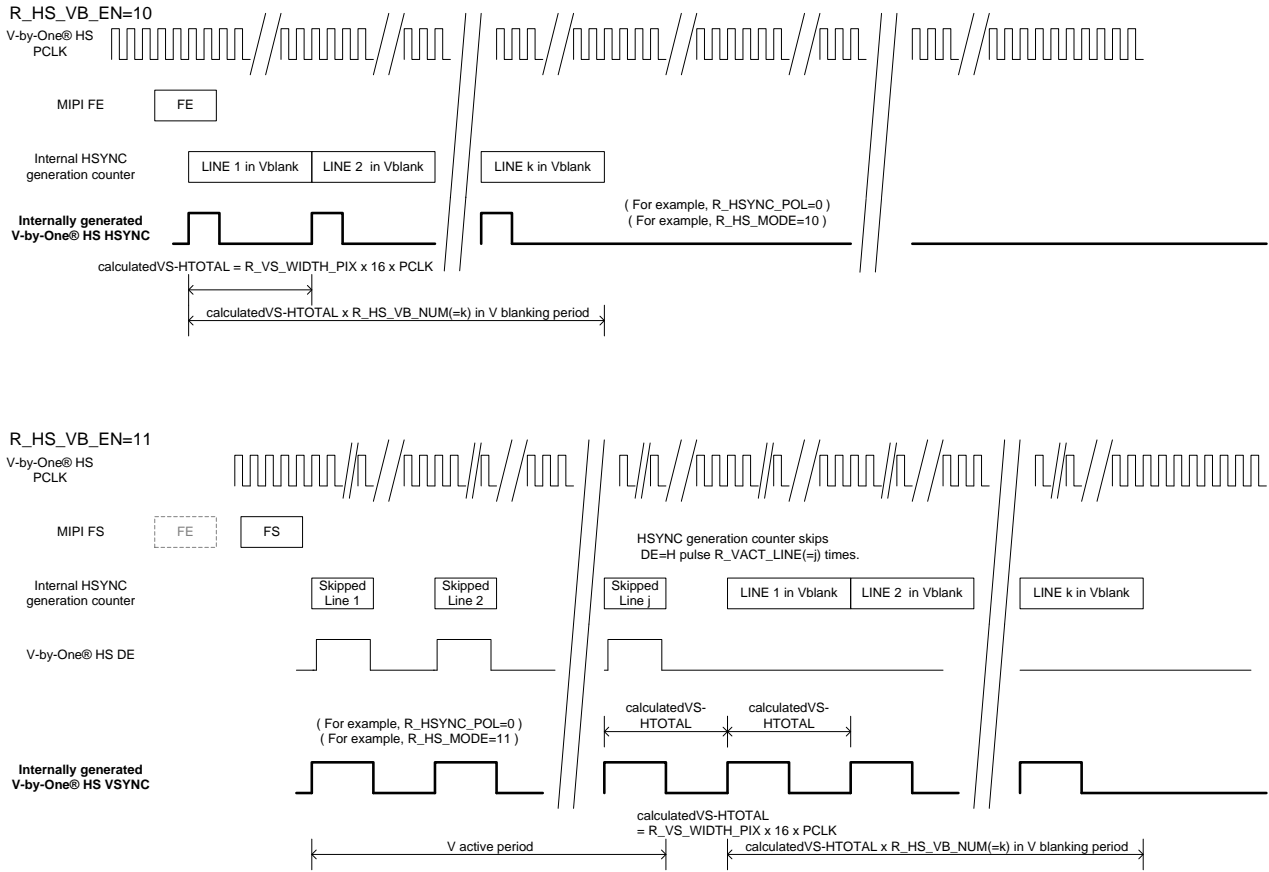 R_HS_VB_EN=10
V-by-One® HS
PCLK
MIPI FE
FE
Internal HSYNC
generation counter
LINE 1 in Vblank
LINE 2 in Vblank
LINE k in Vblank
Internally generated
V-by-One® HS HSYNC
( For example, R_HSYNC_POL=0 )
( For example, R_HS_MODE=10 )
calculatedVS-HTOTAL = R_VS_WIDTH_PIX x 16 x PCLK
calculatedVS-HTOTAL x R_HS_VB_NUM(=k) in V blanking period
R_HS_VB_EN=11
V-by-One® HS
PCLK
MIPI FS
FE
FS
HSYNC generation counter skips
DE=H pulse R_VACT_LINE(=j) times.
Internal HSYNC
generation counter
Skipped
Line 1
Skipped
Line 2
Skipped
Line j
LINE 1 in Vblank
LINE 2 in Vblank
LINE k in Vblank
V-by-One® HS DE
( For example, R_HSYNC_POL=0 )
( For example, R_HS_MODE=11 )
calculatedVS-
HTOTAL
calculatedVS-
HTOTAL
Internally generated
V-by-One® HS VSYNC
calculatedVS-HTOTAL
= R_VS_WIDTH_PIX x 16 x PCLK
V active period
calculatedVS-HTOTAL x R_HS_VB_NUM(=k) in V blanking period